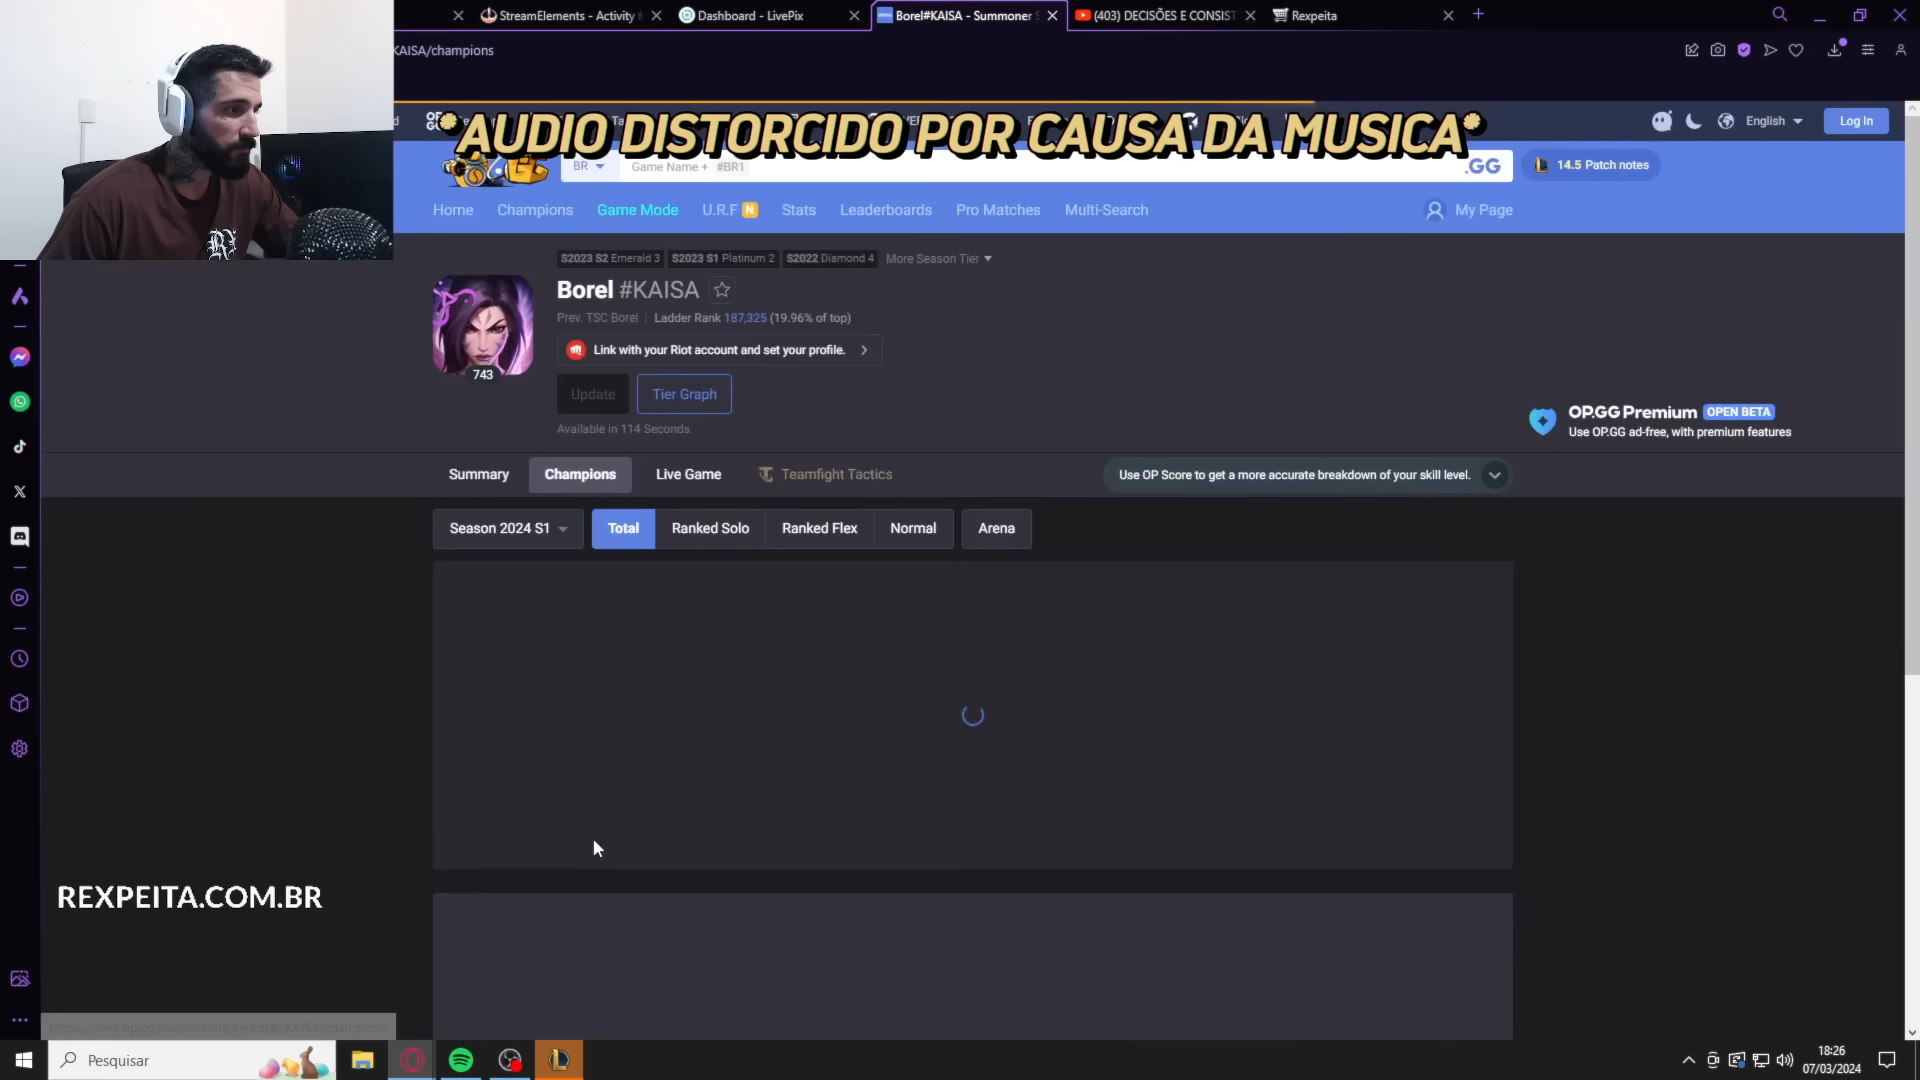 StreamElements - Activity f
Dashboard - LivePix
Borel#KAISA - Summoner S
(403) DECISÕES E CONSIST
Rexpeita
KAISA/champions
*AUDIO DISTORCIDO POR CAUSA DA MUSICA*
English
Log In
BR
Game Name + #BR1
.GG
14.5 Patch notes
Home
Champions
Game Mode
U.R.F N
Stats
Leaderboards
Pro Matches
Multi-Search
My Page
S2023 S2 Emerald 3
S2023 S1 Platinum 2
S2022 Diamond 4
More Season Tier
Borel #KAISA
Prev. TSC Borel
Ladder Rank 187,325 (19.96% of top)
Link with your Riot account and set your profile.
743
Update
Tier Graph
Available in 114 Seconds.
OP.GG Premium OPEN BETA
Use OP.GG ad-free, with premium features
Summary
Champions
Live Game
Teamfight Tactics
Use OP Score to get a more accurate breakdown of your skill level.
Season 2024 S1
Total
Ranked Solo
Ranked Flex
Normal
Arena
REXPEITA.COM.BR
Pesquisar
18:26
07/03/2024